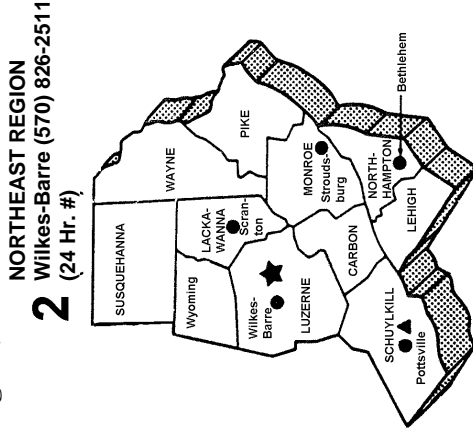 NORTHEAST REGION
2 Wilkes-Barre (570) 826-2511
(24 Hr. #)
SUSQUEHANNA
WAYNE
Wyoming
LACKA-
WANNA
Scran-
ton
PIKE
Wilkes-
Barre
LUZERNE
MONROE
Strouds-
burg
CARBON
NORTH-
HAMPTON
Bethlehem
LEHIGH
SCHUYLKILL
Pottsville